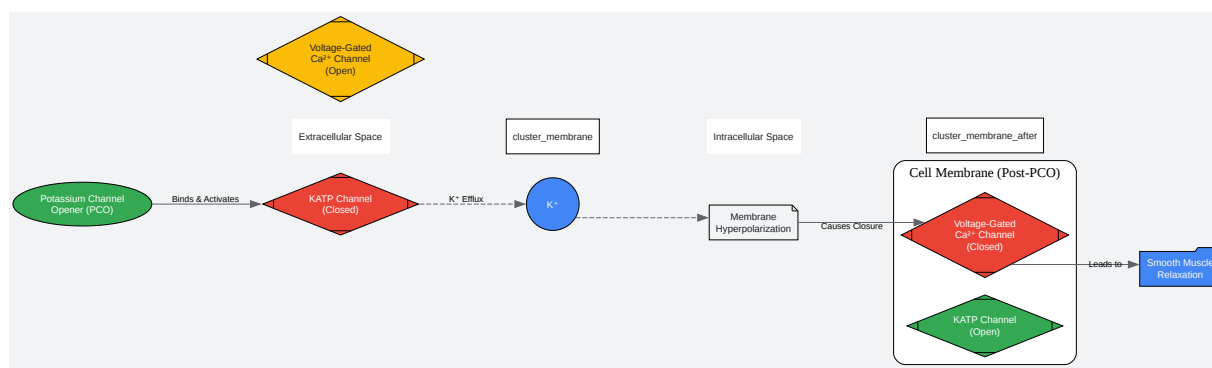 Voltage-Gated
Ca²⁺ Channel
(Open)
Extracellular Space
cluster_membrane
Intracellular Space
cluster_membrane_after
Cell Membrane (Post-PCO)
Potassium Channel
Opener (PCO)
Binds & Activates
KATP Channel
(Closed)
K⁺ Efflux
K⁺
Membrane
Hyperpolarization
Causes Closure
Voltage-Gated
Ca²⁺ Channel
(Closed)
Leads to
Smooth Muscle
Relaxation
KATP Channel
(Open)